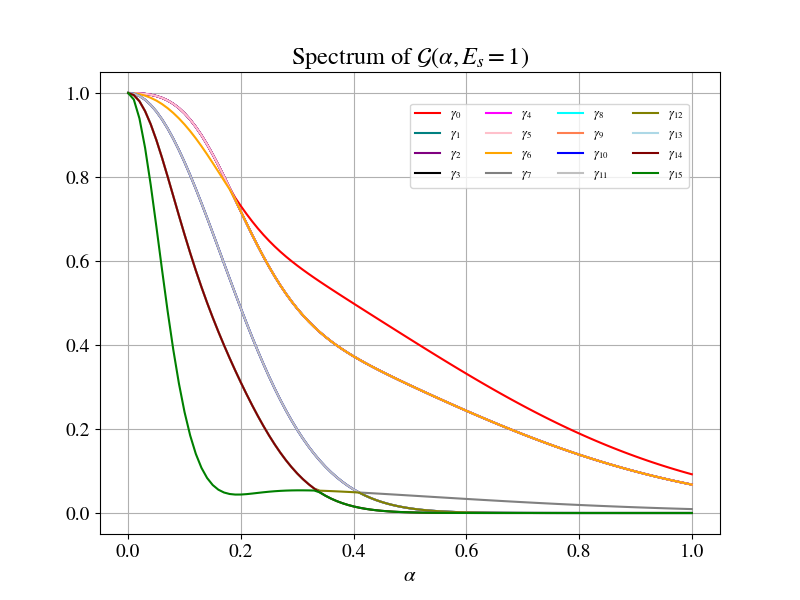 Spectrum of 𝒢(α, E_s = 1)
γ₀ γ₄ γ₈ γ₁₂
γ₁ γ₅ γ₉ γ₁₃
γ₂ γ₆ γ₁₀ γ₁₄
γ₃ γ₇ γ₁₁ γ₁₅
1.0
0.8
0.6
0.4
0.2
0.0
0.0 0.2 0.4 0.6 0.8 1.0
α